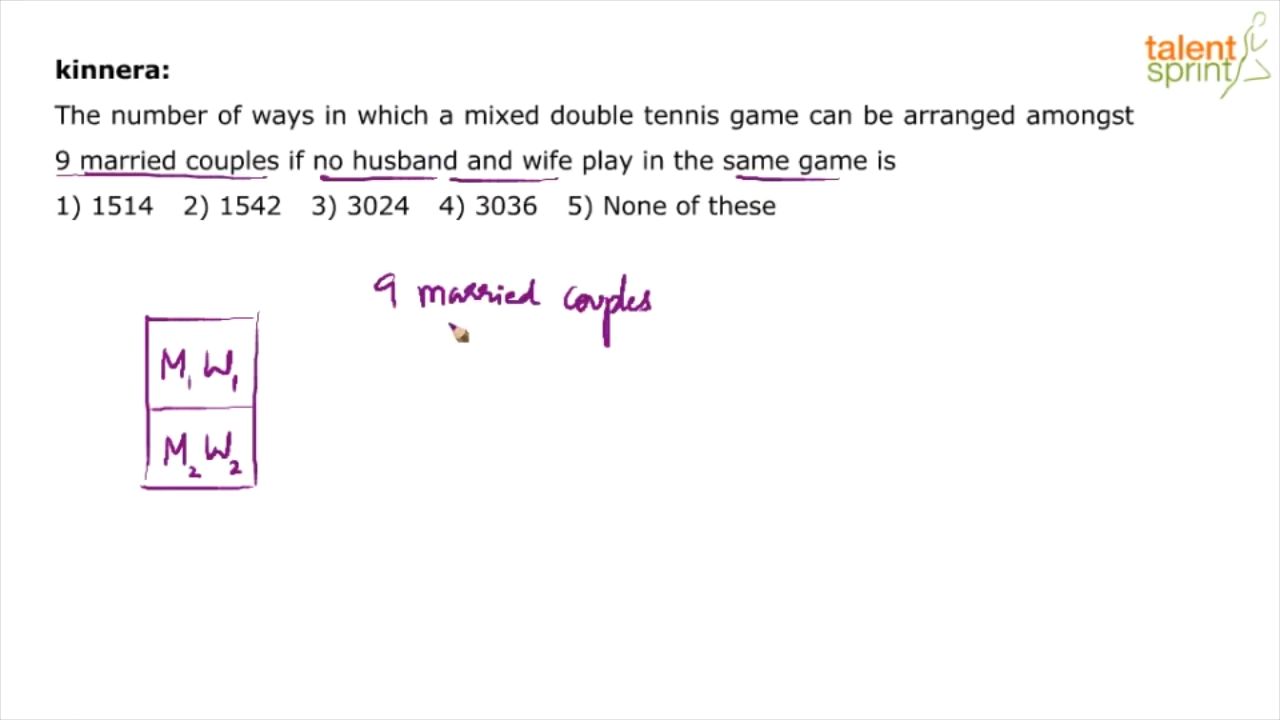 talent
sprint
kinnera:
The number of ways in which a mixed double tennis game can be arranged amongst
9 married couples if no husband and wife play in the same game is
1) 1514 2) 1542 3) 3024 4) 3036 5) None of these
9 married couples
M₁ W₁
M₂ W₂